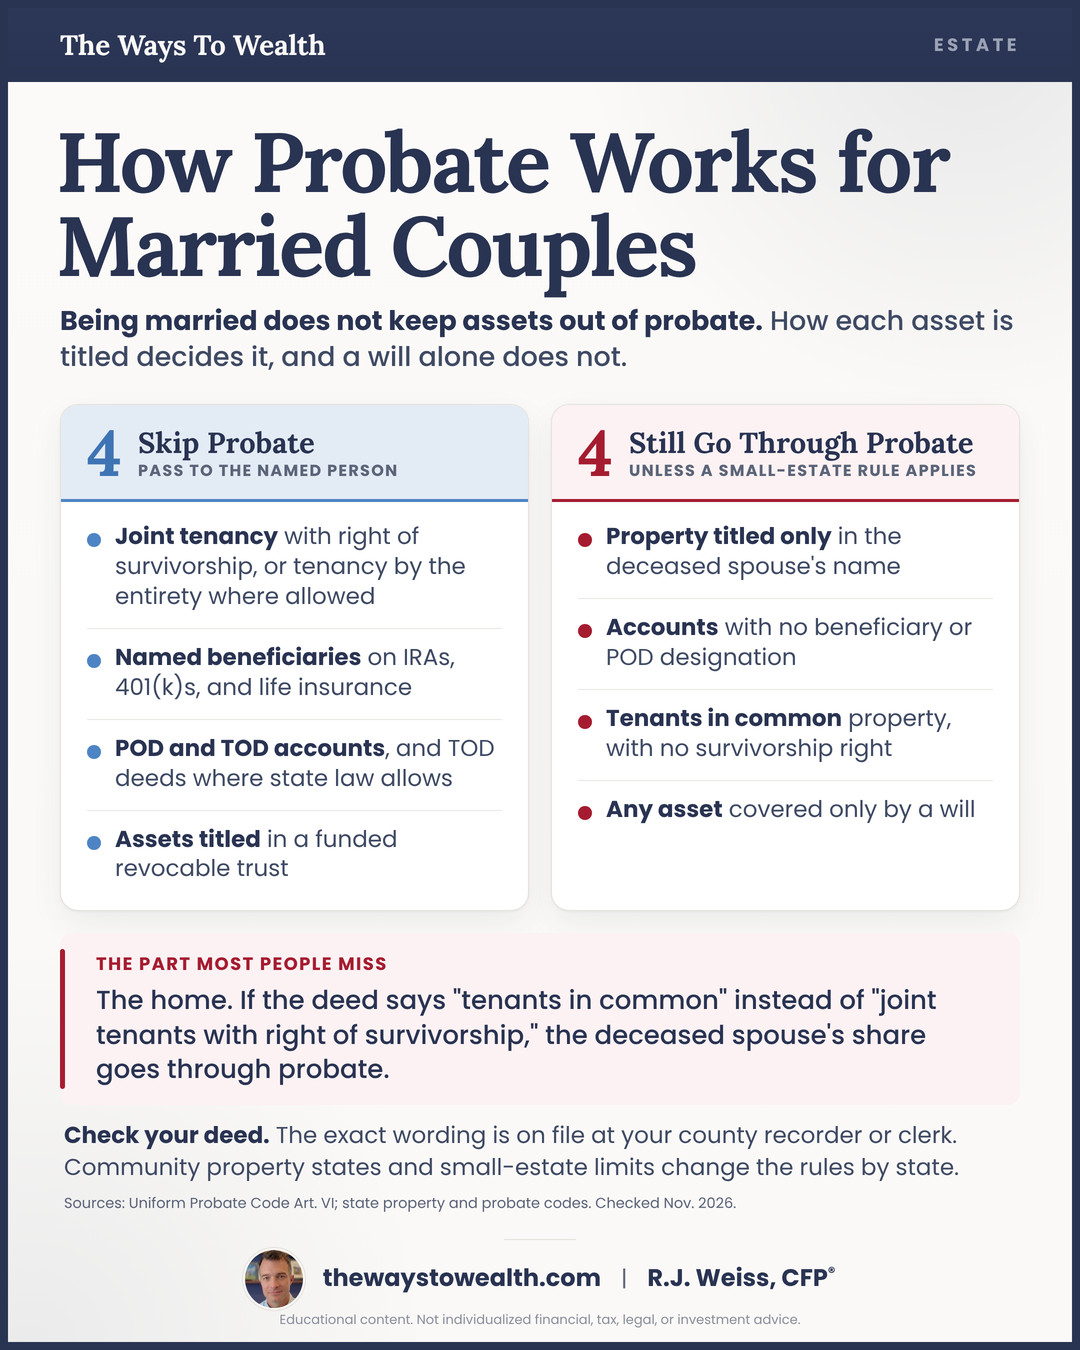 The Ways To Wealth
ESTATE
How Probate Works for
Married Couples
Being married does not keep assets out of probate. How each asset is
titled decides it, and a will alone does not.
4
Skip Probate
PASS TO THE NAMED PERSON
Joint tenancy with right of
survivorship, or tenancy by the
entirety where allowed
Named beneficiaries on IRAs,
401(k)s, and life insurance
POD and TOD accounts, and TOD
deeds where state law allows
Assets titled in a funded
revocable trust
4
Still Go Through Probate
UNLESS A SMALL-ESTATE RULE APPLIES
Property titled only in the
deceased spouse's name
Accounts with no beneficiary or
POD designation
Tenants in common property,
with no survivorship right
Any asset covered only by a will
THE PART MOST PEOPLE MISS
The home. If the deed says "tenants in common" instead of "joint
tenants with right of survivorship," the deceased spouse's share
goes through probate.
Check your deed. The exact wording is on file at your county recorder or clerk.
Community property states and small-estate limits change the rules by state.
Sources: Uniform Probate Code Art. VI; state property and probate codes. Checked Nov. 2026.
thewaystowealth.com | R.J. Weiss, CFP®
Educational content. Not individualized financial, tax, legal, or investment advice.